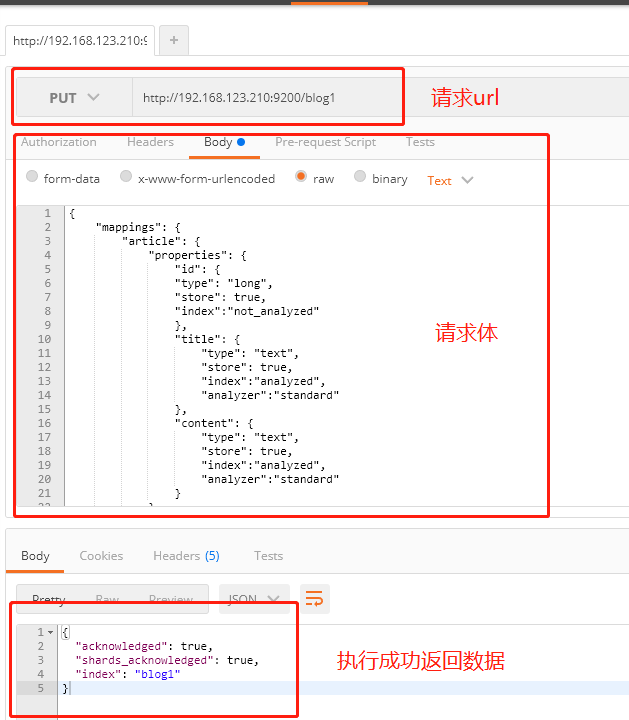 http://192.168.123.210:9
+
PUT
http://192.168.123.210:9200/blog1
请求url
Authorization
Headers
Body
Pre-request Script
Tests
form-data
x-www-form-urlencoded
raw
binary
Text
1 {
2 "mappings": {
3 "article": {
4 "properties": {
5 "id": {
6 "type": "long",
7 "store": true,
8 "index":"not_analyzed"
9 },
10 "title": {
11 "type": "text",
12 "store": true,
13 "index":"analyzed",
14 "analyzer":"standard"
15 },
16 "content": {
17 "type": "text",
18 "store": true,
19 "index":"analyzed",
20 "analyzer":"standard"
21 }
22 }
请求体
Body
Cookies
Headers (5)
Tests
Pretty
Raw
Preview
JSON
1 {
2 "acknowledged": true,
3 "shards_acknowledged": true,
4 "index": "blog1"
5 }
执行成功返回数据